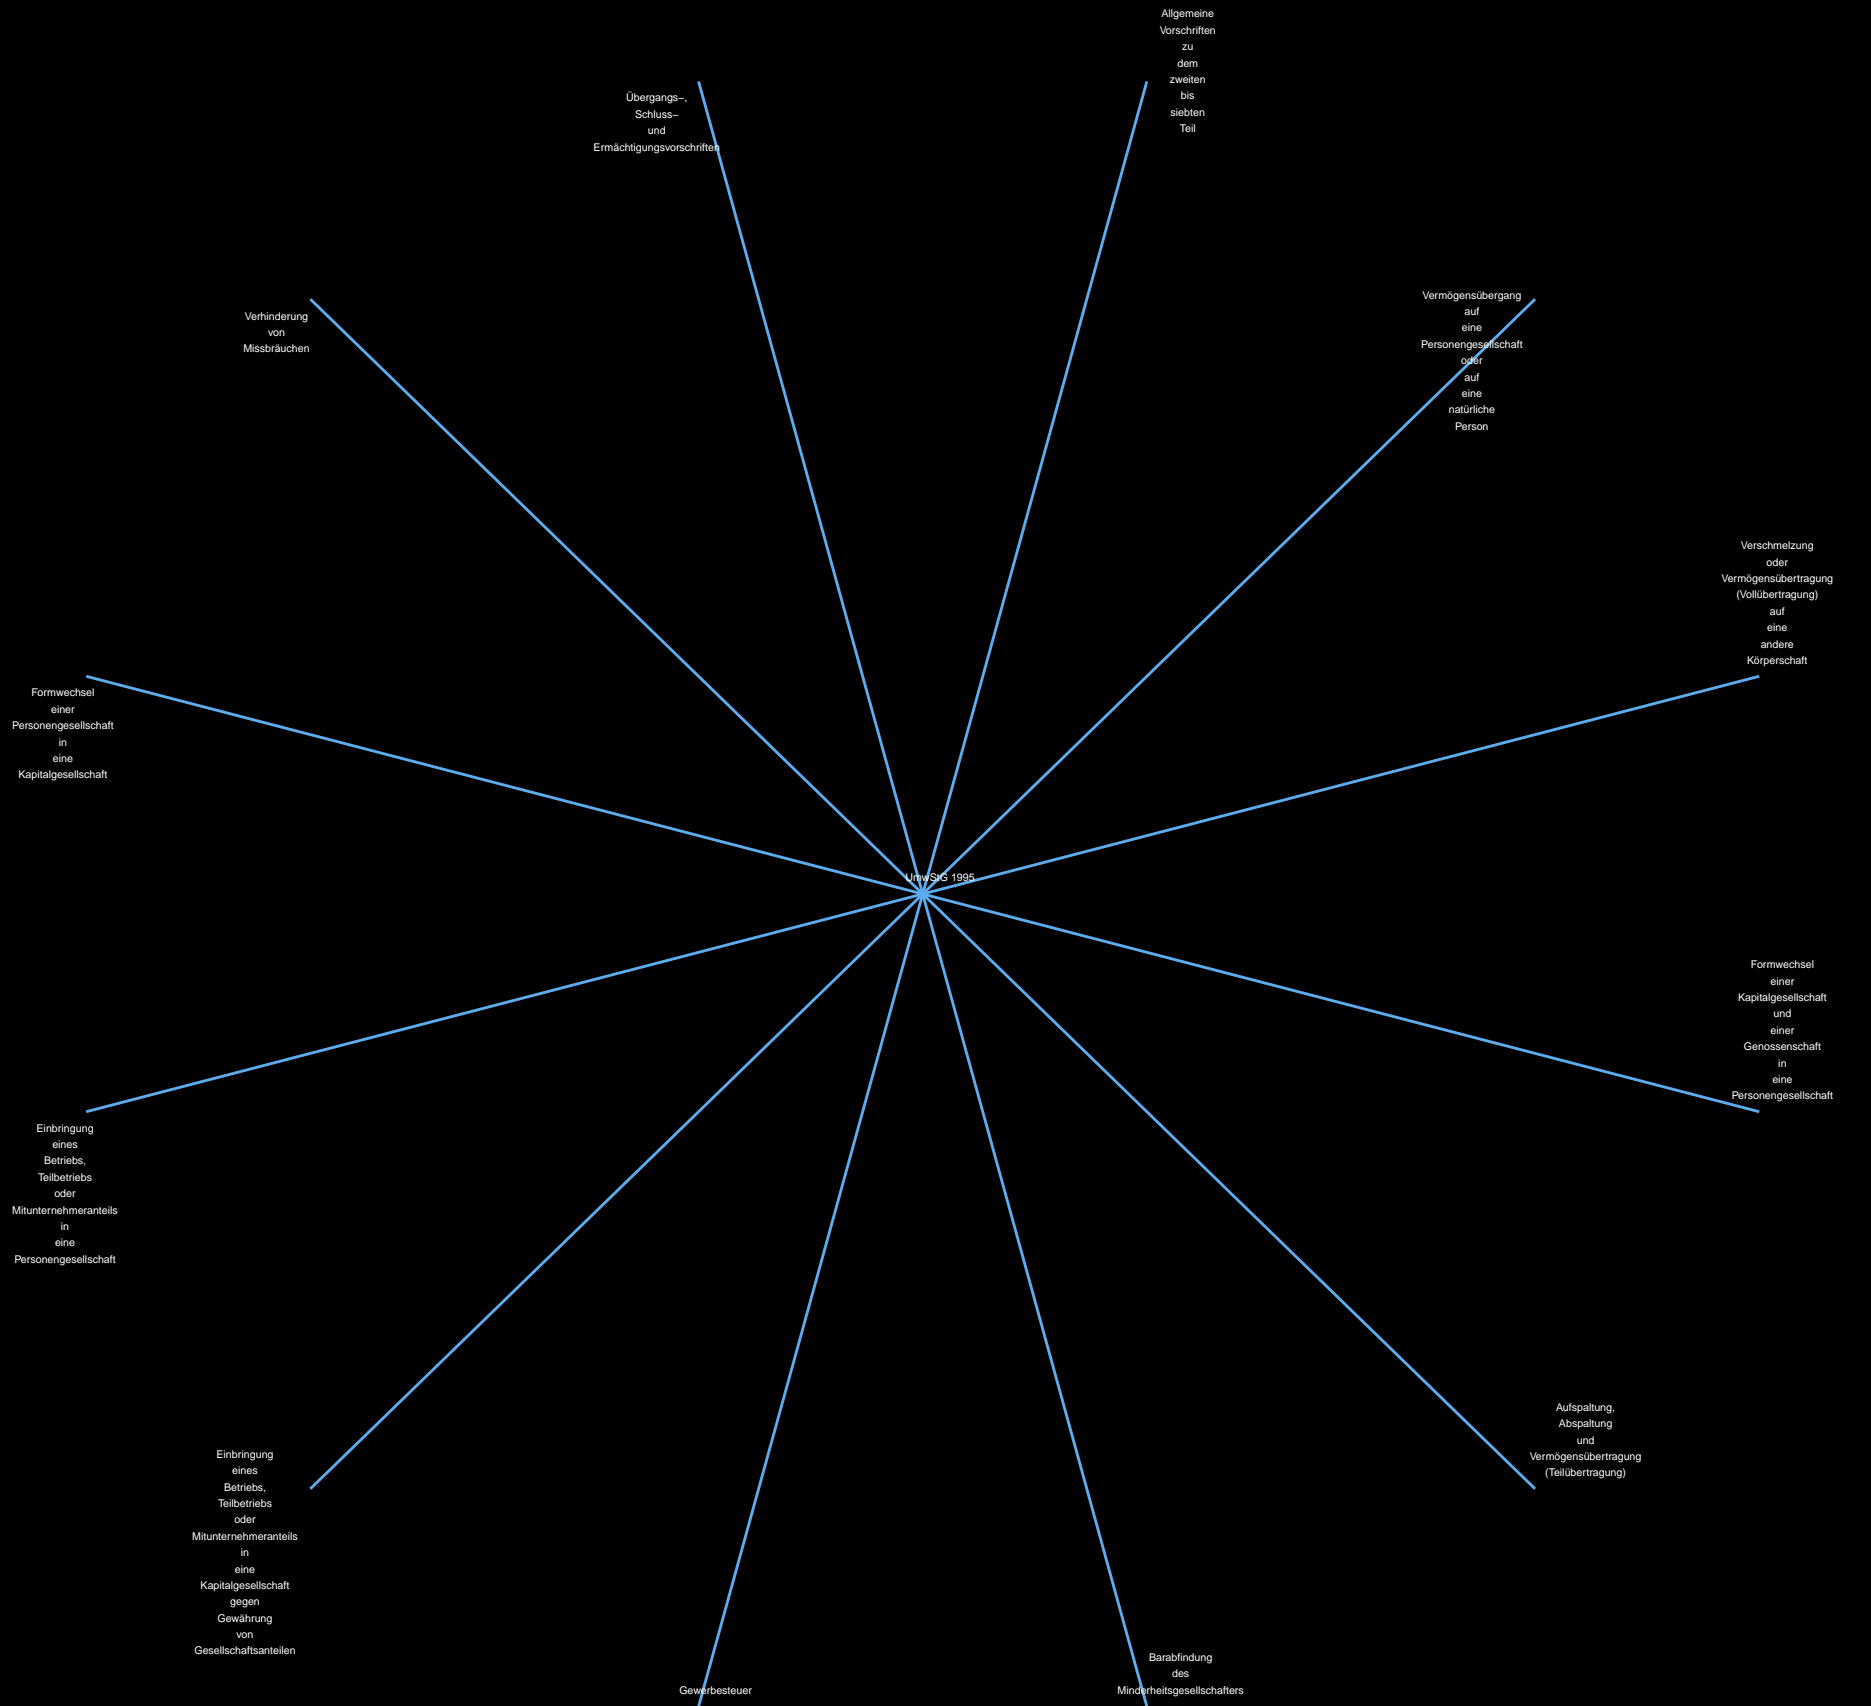 Allgemeine
Vorschriften
zu
dem
zweiten
bis
siebten
Teil
Übergangs–,
Schluss–
und
Ermächtigungsvorschriften
Vermögensübergang
auf
eine
Personengesellschaft
oder
auf
eine
natürliche
Person
Verhinderung
von
Missbräuchen
Verschmelzung
oder
Vermögensübertragung
(Vollübertragung)
auf
eine
andere
Körperschaft
Formwechsel
einer
Personengesellschaft
in
eine
Kapitalgesellschaft
UmwStG 1995
Formwechsel
einer
Kapitalgesellschaft
und
einer
Genossenschaft
in
eine
Personengesellschaft
Einbringung
eines
Betriebs,
Teilbetriebs
oder
Mitunternehmeranteils
in
eine
Personengesellschaft
Aufspaltung,
Abspaltung
und
Vermögensübertragung
(Teilübertragung)
Einbringung
eines
Betriebs,
Teilbetriebs
oder
Mitunternehmeranteils
in
eine
Kapitalgesellschaft
gegen
Gewährung
von
Gesellschaftsanteilen
Barabfindung
des
Minderheitsgesellschafters
Gewerbesteuer